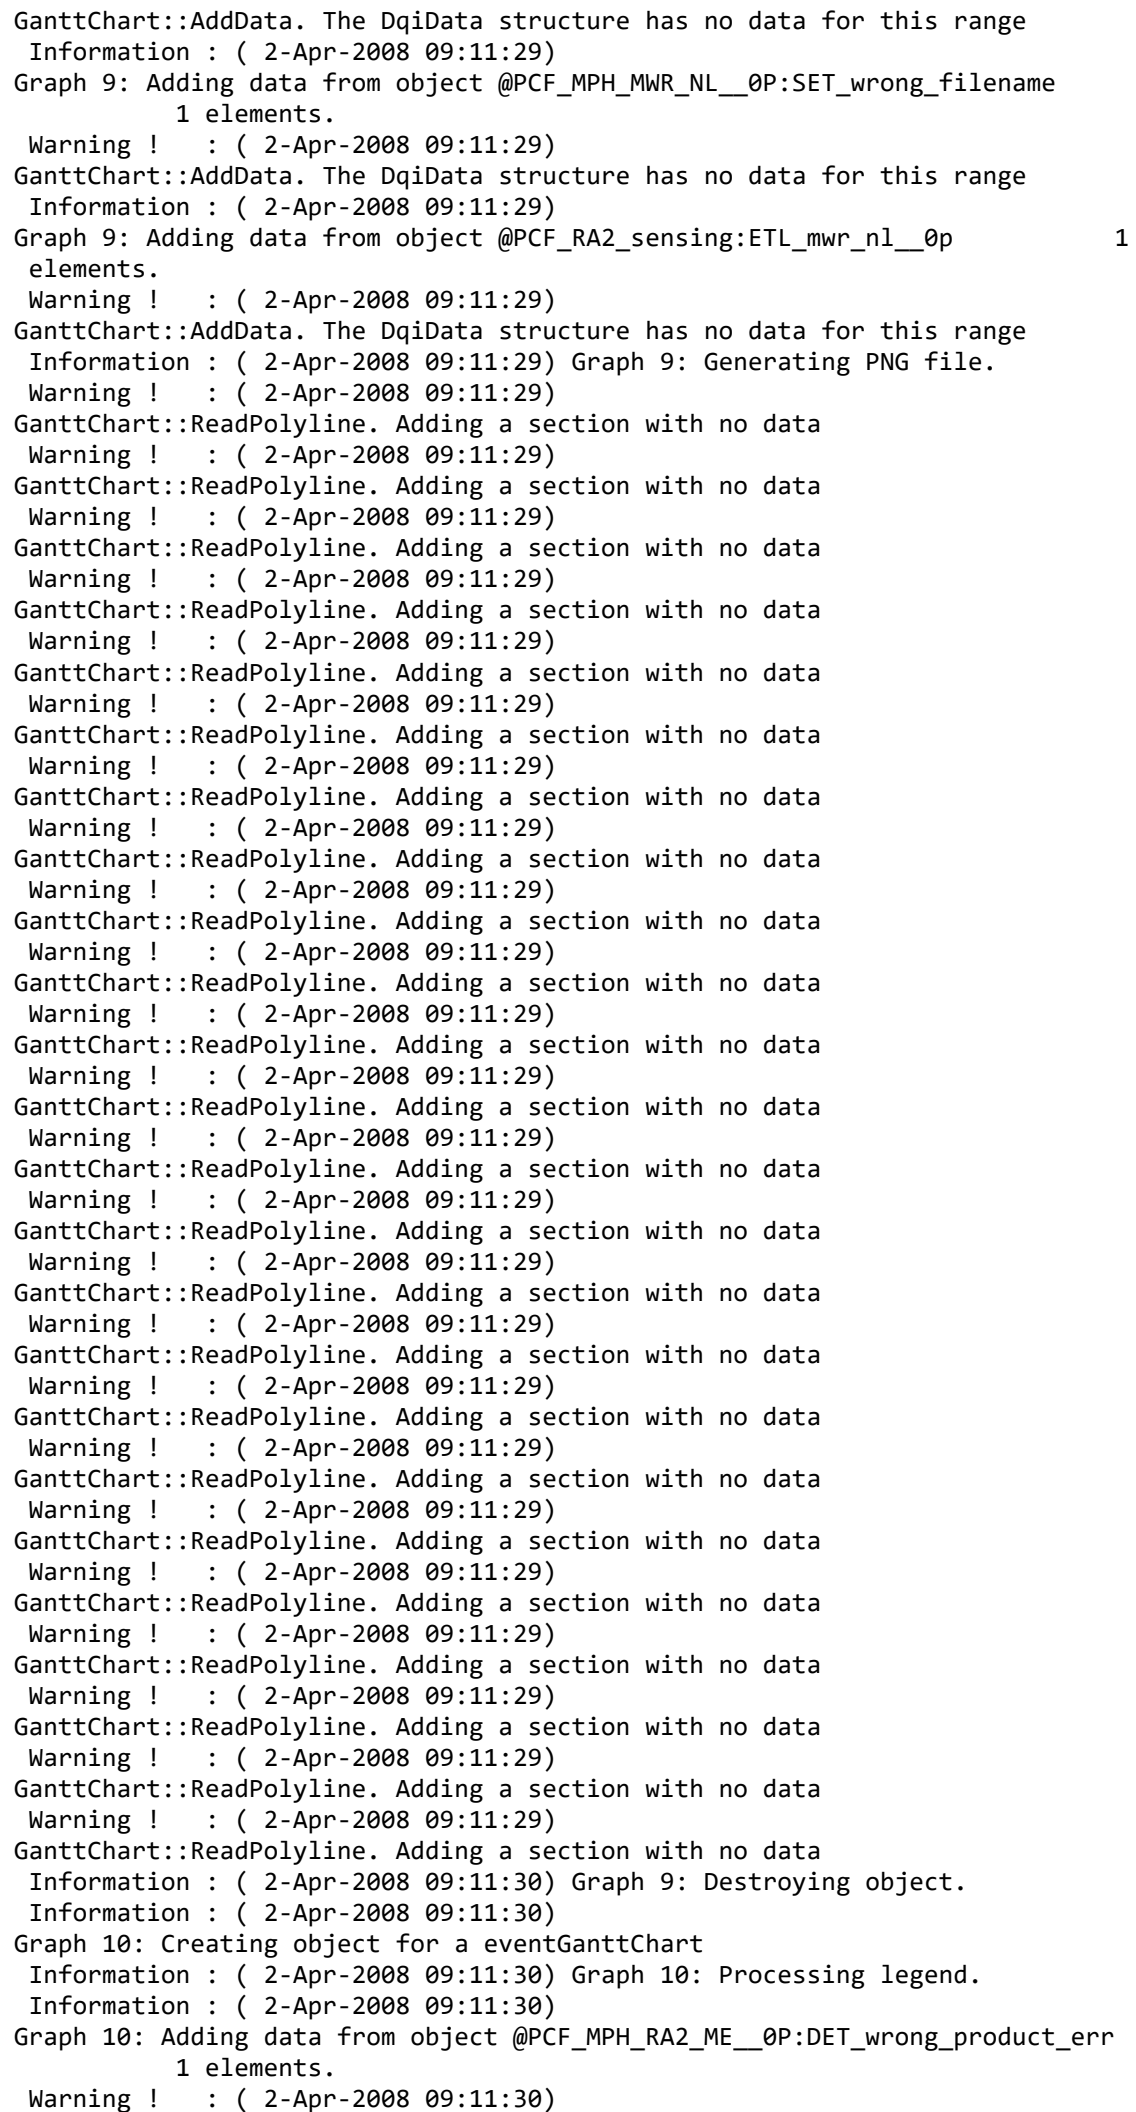 GanttChart::AddData. The DqiData structure has no data for this range
 Information : ( 2-Apr-2008 09:11:29)
Graph 9: Adding data from object @PCF_MPH_MWR_NL__0P:SET_wrong_filename
           1 elements.
 Warning !   : ( 2-Apr-2008 09:11:29)
GanttChart::AddData. The DqiData structure has no data for this range
 Information : ( 2-Apr-2008 09:11:29)
Graph 9: Adding data from object @PCF_RA2_sensing:ETL_mwr_nl__0p           1
 elements.
 Warning !   : ( 2-Apr-2008 09:11:29)
GanttChart::AddData. The DqiData structure has no data for this range
 Information : ( 2-Apr-2008 09:11:29) Graph 9: Generating PNG file.
 Warning !   : ( 2-Apr-2008 09:11:29)
GanttChart::ReadPolyline. Adding a section with no data
 Warning !   : ( 2-Apr-2008 09:11:29)
GanttChart::ReadPolyline. Adding a section with no data
 Warning !   : ( 2-Apr-2008 09:11:29)
GanttChart::ReadPolyline. Adding a section with no data
 Warning !   : ( 2-Apr-2008 09:11:29)
GanttChart::ReadPolyline. Adding a section with no data
 Warning !   : ( 2-Apr-2008 09:11:29)
GanttChart::ReadPolyline. Adding a section with no data
 Warning !   : ( 2-Apr-2008 09:11:29)
GanttChart::ReadPolyline. Adding a section with no data
 Warning !   : ( 2-Apr-2008 09:11:29)
GanttChart::ReadPolyline. Adding a section with no data
 Warning !   : ( 2-Apr-2008 09:11:29)
GanttChart::ReadPolyline. Adding a section with no data
 Warning !   : ( 2-Apr-2008 09:11:29)
GanttChart::ReadPolyline. Adding a section with no data
 Warning !   : ( 2-Apr-2008 09:11:29)
GanttChart::ReadPolyline. Adding a section with no data
 Warning !   : ( 2-Apr-2008 09:11:29)
GanttChart::ReadPolyline. Adding a section with no data
 Warning !   : ( 2-Apr-2008 09:11:29)
GanttChart::ReadPolyline. Adding a section with no data
 Warning !   : ( 2-Apr-2008 09:11:29)
GanttChart::ReadPolyline. Adding a section with no data
 Warning !   : ( 2-Apr-2008 09:11:29)
GanttChart::ReadPolyline. Adding a section with no data
 Warning !   : ( 2-Apr-2008 09:11:29)
GanttChart::ReadPolyline. Adding a section with no data
 Warning !   : ( 2-Apr-2008 09:11:29)
GanttChart::ReadPolyline. Adding a section with no data
 Warning !   : ( 2-Apr-2008 09:11:29)
GanttChart::ReadPolyline. Adding a section with no data
 Warning !   : ( 2-Apr-2008 09:11:29)
GanttChart::ReadPolyline. Adding a section with no data
 Warning !   : ( 2-Apr-2008 09:11:29)
GanttChart::ReadPolyline. Adding a section with no data
 Warning !   : ( 2-Apr-2008 09:11:29)
GanttChart::ReadPolyline. Adding a section with no data
 Warning !   : ( 2-Apr-2008 09:11:29)
GanttChart::ReadPolyline. Adding a section with no data
 Warning !   : ( 2-Apr-2008 09:11:29)
GanttChart::ReadPolyline. Adding a section with no data
 Warning !   : ( 2-Apr-2008 09:11:29)
GanttChart::ReadPolyline. Adding a section with no data
 Warning !   : ( 2-Apr-2008 09:11:29)
GanttChart::ReadPolyline. Adding a section with no data
 Information : ( 2-Apr-2008 09:11:30) Graph 9: Destroying object.
 Information : ( 2-Apr-2008 09:11:30)
Graph 10: Creating object for a eventGanttChart
 Information : ( 2-Apr-2008 09:11:30) Graph 10: Processing legend.
 Information : ( 2-Apr-2008 09:11:30)
Graph 10: Adding data from object @PCF_MPH_RA2_ME__0P:DET_wrong_product_err
           1 elements.
 Warning !   : ( 2-Apr-2008 09:11:30)